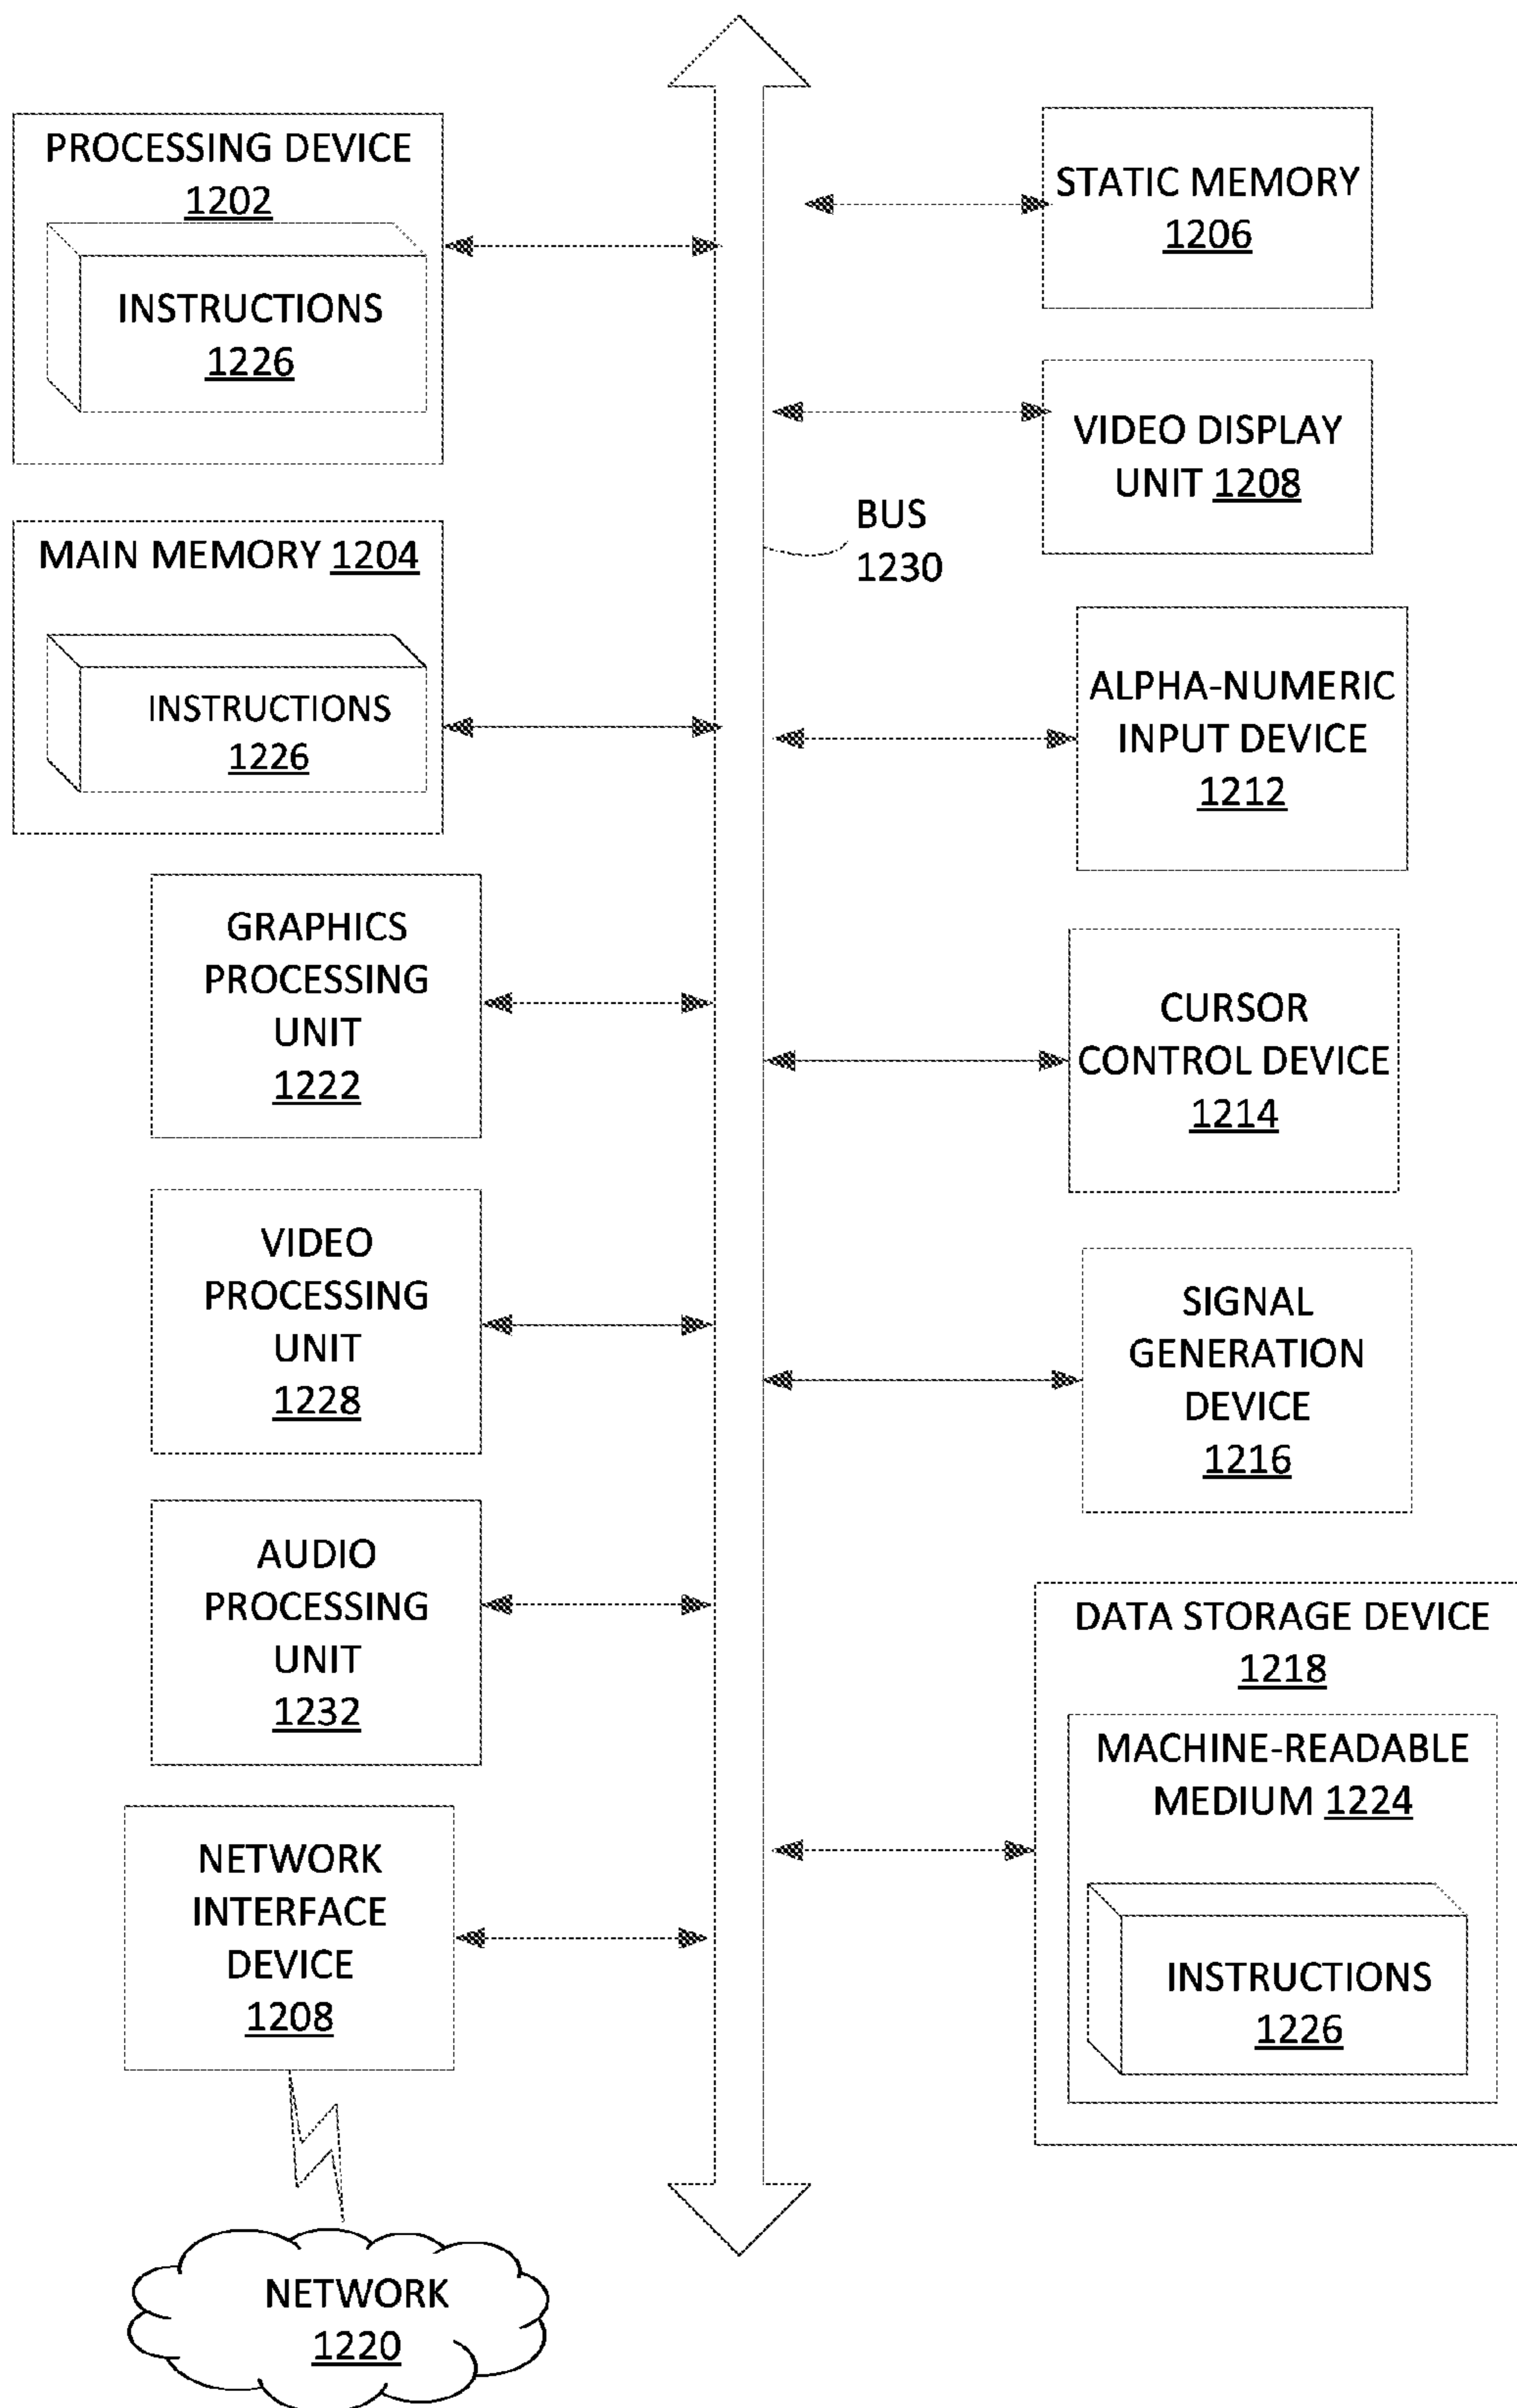 PROCESSING DEVICE
1202
INSTRUCTIONS
1226
MAIN MEMORY 1204
INSTRUCTIONS
1226
GRAPHICS
PROCESSING
UNIT
1222
VIDEO
PROCESSING
UNIT
1228
AUDIO
PROCESSING
UNIT
1232
NETWORK
INTERFACE
DEVICE
1208
NETWORK
1220
BUS
1230
STATIC MEMORY
1206
VIDEO DISPLAY
UNIT 1208
ALPHA-NUMERIC
INPUT DEVICE
1212
CURSOR
CONTROL DEVICE
1214
SIGNAL
GENERATION
DEVICE
1216
DATA STORAGE DEVICE
1218
MACHINE-READABLE
MEDIUM 1224
INSTRUCTIONS
1226